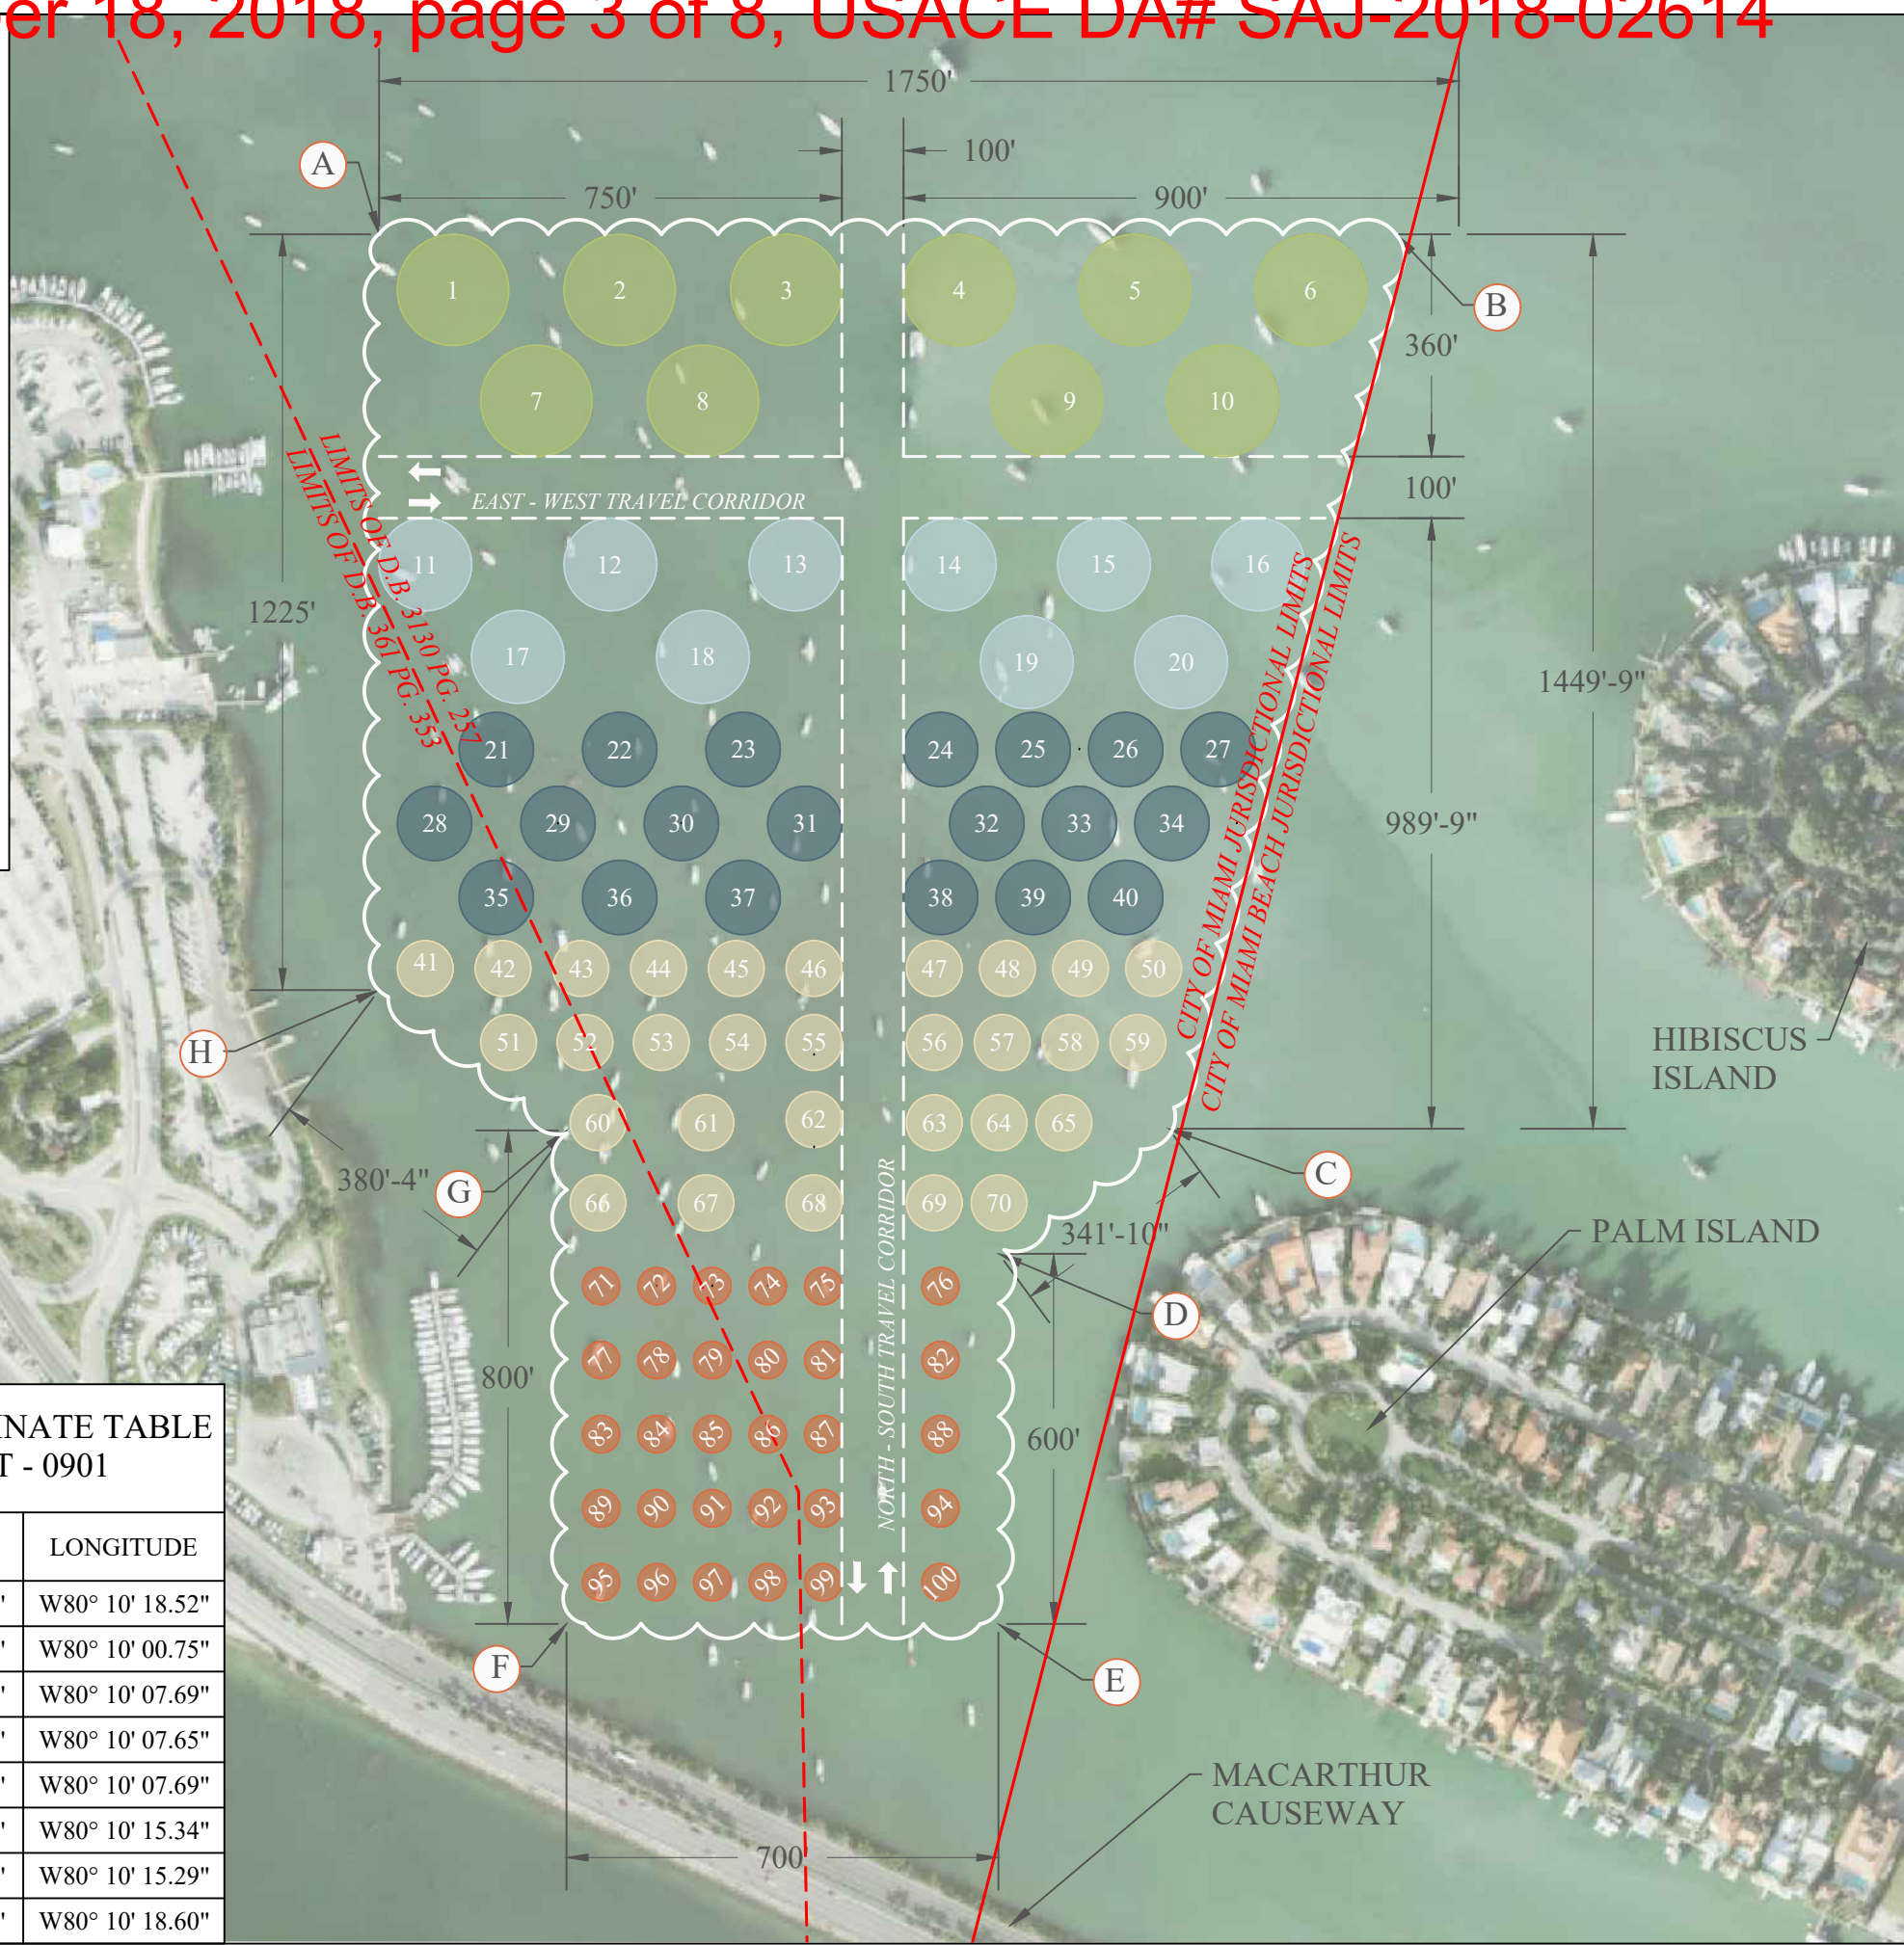 er 18, 2018, page 3 of 8, USACE DA# SAJ-2018-02614
1750'
100'
750'
900'
A
B
1 2 3 4 5 6
360'
7 8 9 10
100'
EAST - WEST TRAVEL CORRIDOR
LIMITS OF D.B. 3130 PG. 257
LIMITS OF D.B. 361 PG. 353
11 12 13 14 15 16
1225'
17 18 19 20
1449'-9"
CITY OF MIAMI JURISDICTIONAL LIMITS
CITY OF MIAMI BEACH JURISDICTIONAL LIMITS
21 22 23 24 25 26 27
28 29 30 31 32 33 34
989'-9"
35 36 37 38 39 40
41 42 43 44 45 46 47 48 49 50
H
51 52 53 54 55 56 57 58 59
HIBISCUS
ISLAND
60 61 62 63 64 65
380'-4"
G
C
66 67 68 69 70
341'-10"
PALM ISLAND
NORTH - SOUTH TRAVEL CORRIDOR
71 72 73 74 75 76
D
77 78 79 80 81 82
800'
83 84 85 86 87 88
600'
89 90 91 92 93 94
95 96 97 98 99 100
F
E
MACARTHUR
CAUSEWAY
700'
INATE TABLE
T - 0901
LONGITUDE
' W80° 10' 18.52"
' W80° 10' 00.75"
' W80° 10' 07.69"
' W80° 10' 07.65"
' W80° 10' 07.69"
' W80° 10' 15.34"
' W80° 10' 15.29"
' W80° 10' 18.60"